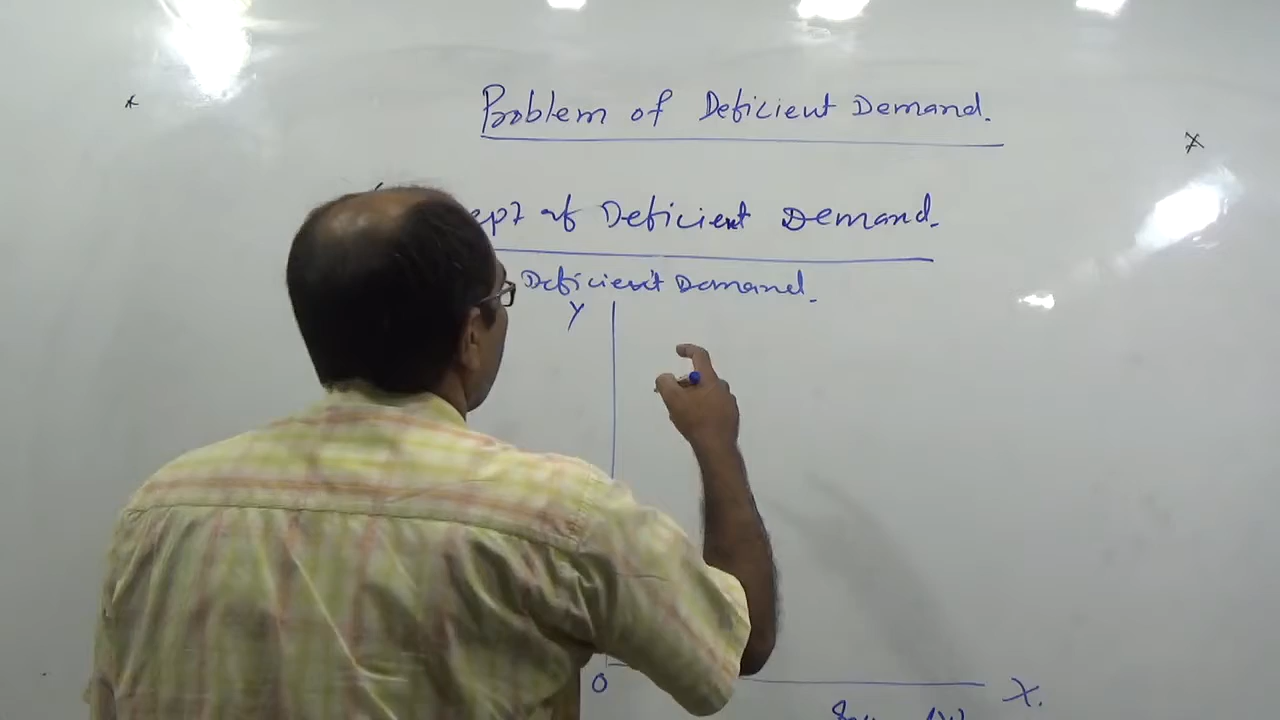 Problem of Deficient Demand.
ept of Deficient Demand.
Deficient Demand.
Y
O
X.